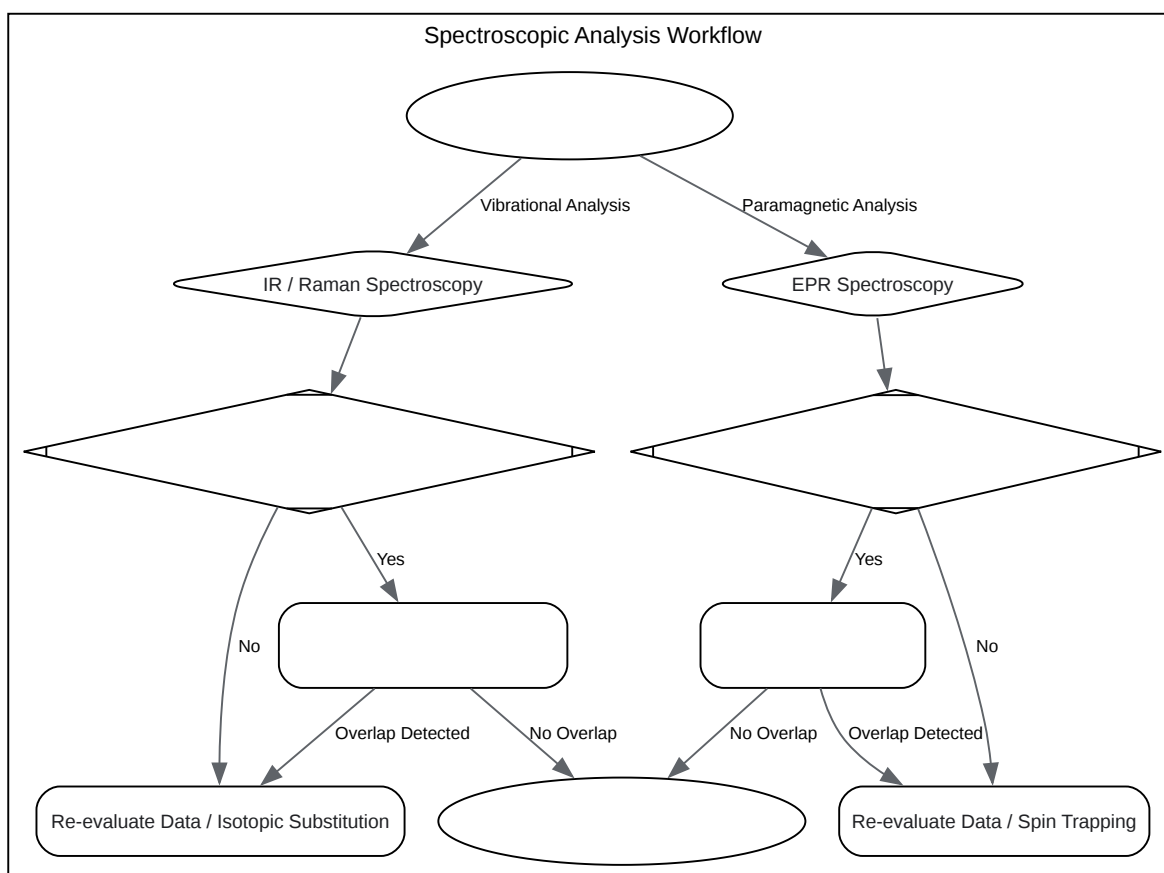 Spectroscopic Analysis Workflow
Vibrational Analysis
Paramagnetic Analysis
IR / Raman Spectroscopy
EPR Spectroscopy
Yes
Yes
No
No
Overlap Detected
No Overlap
No Overlap
Overlap Detected
Re-evaluate Data / Isotopic Substitution
Re-evaluate Data / Spin Trapping